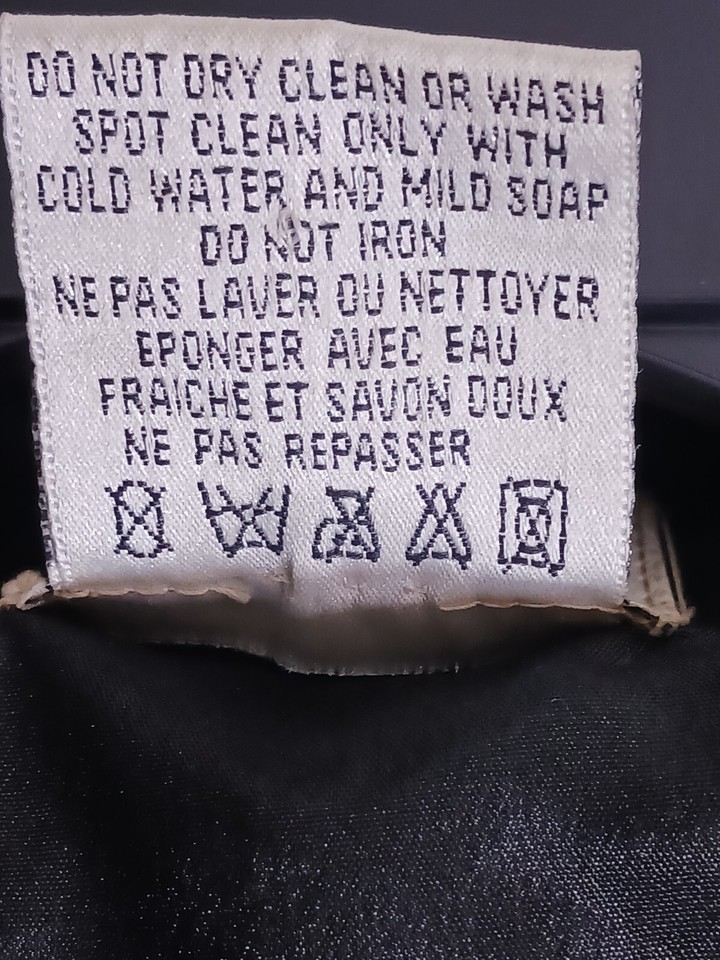 DO NOT DRY CLEAN OR WASH
SPOT CLEAN ONLY WITH
COLD WATER AND MILD SOAP
DO NOT IRON
NE PAS LAVER OU NETTOYER
EPONGER AVEC EAU
FRAICHE ET SAVON DOUX
NE PAS REPASSER